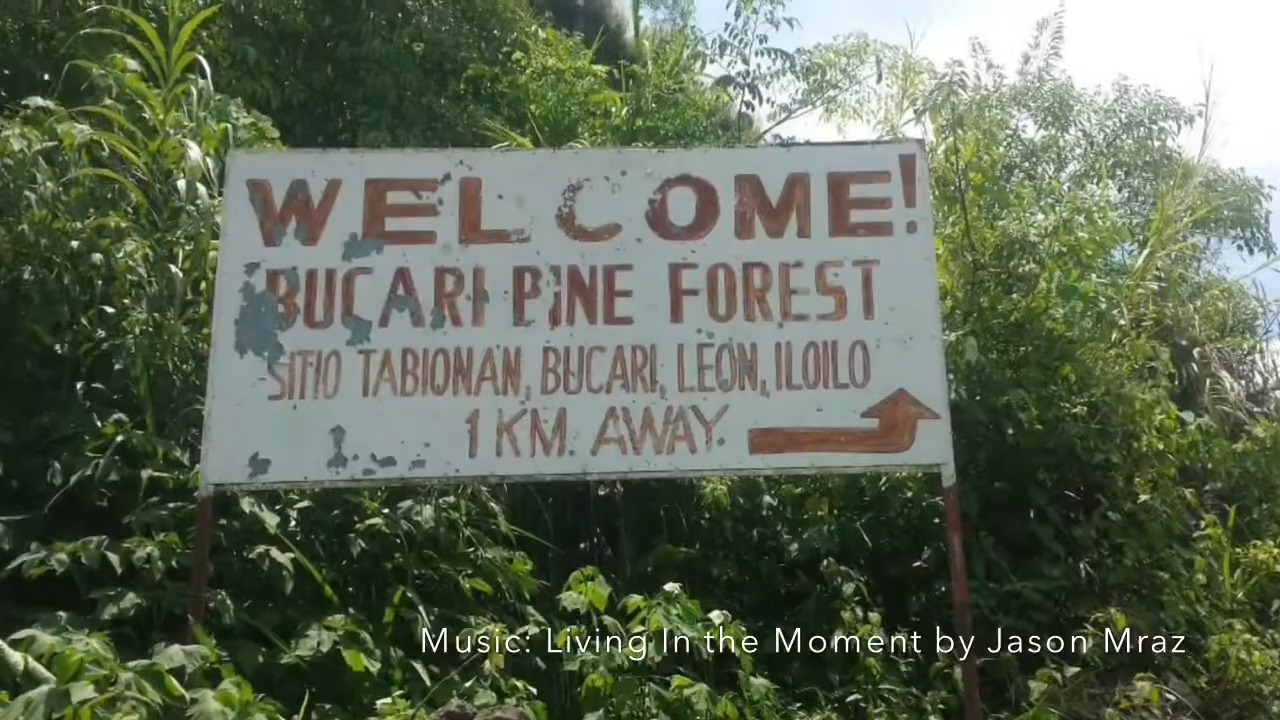 WELCOME!
BUCARI PINE FOREST
SITIO TABIONAN, BUCARI, LEON, ILOILO
1 KM. AWAY.
Music: Living In the Moment by Jason Mraz